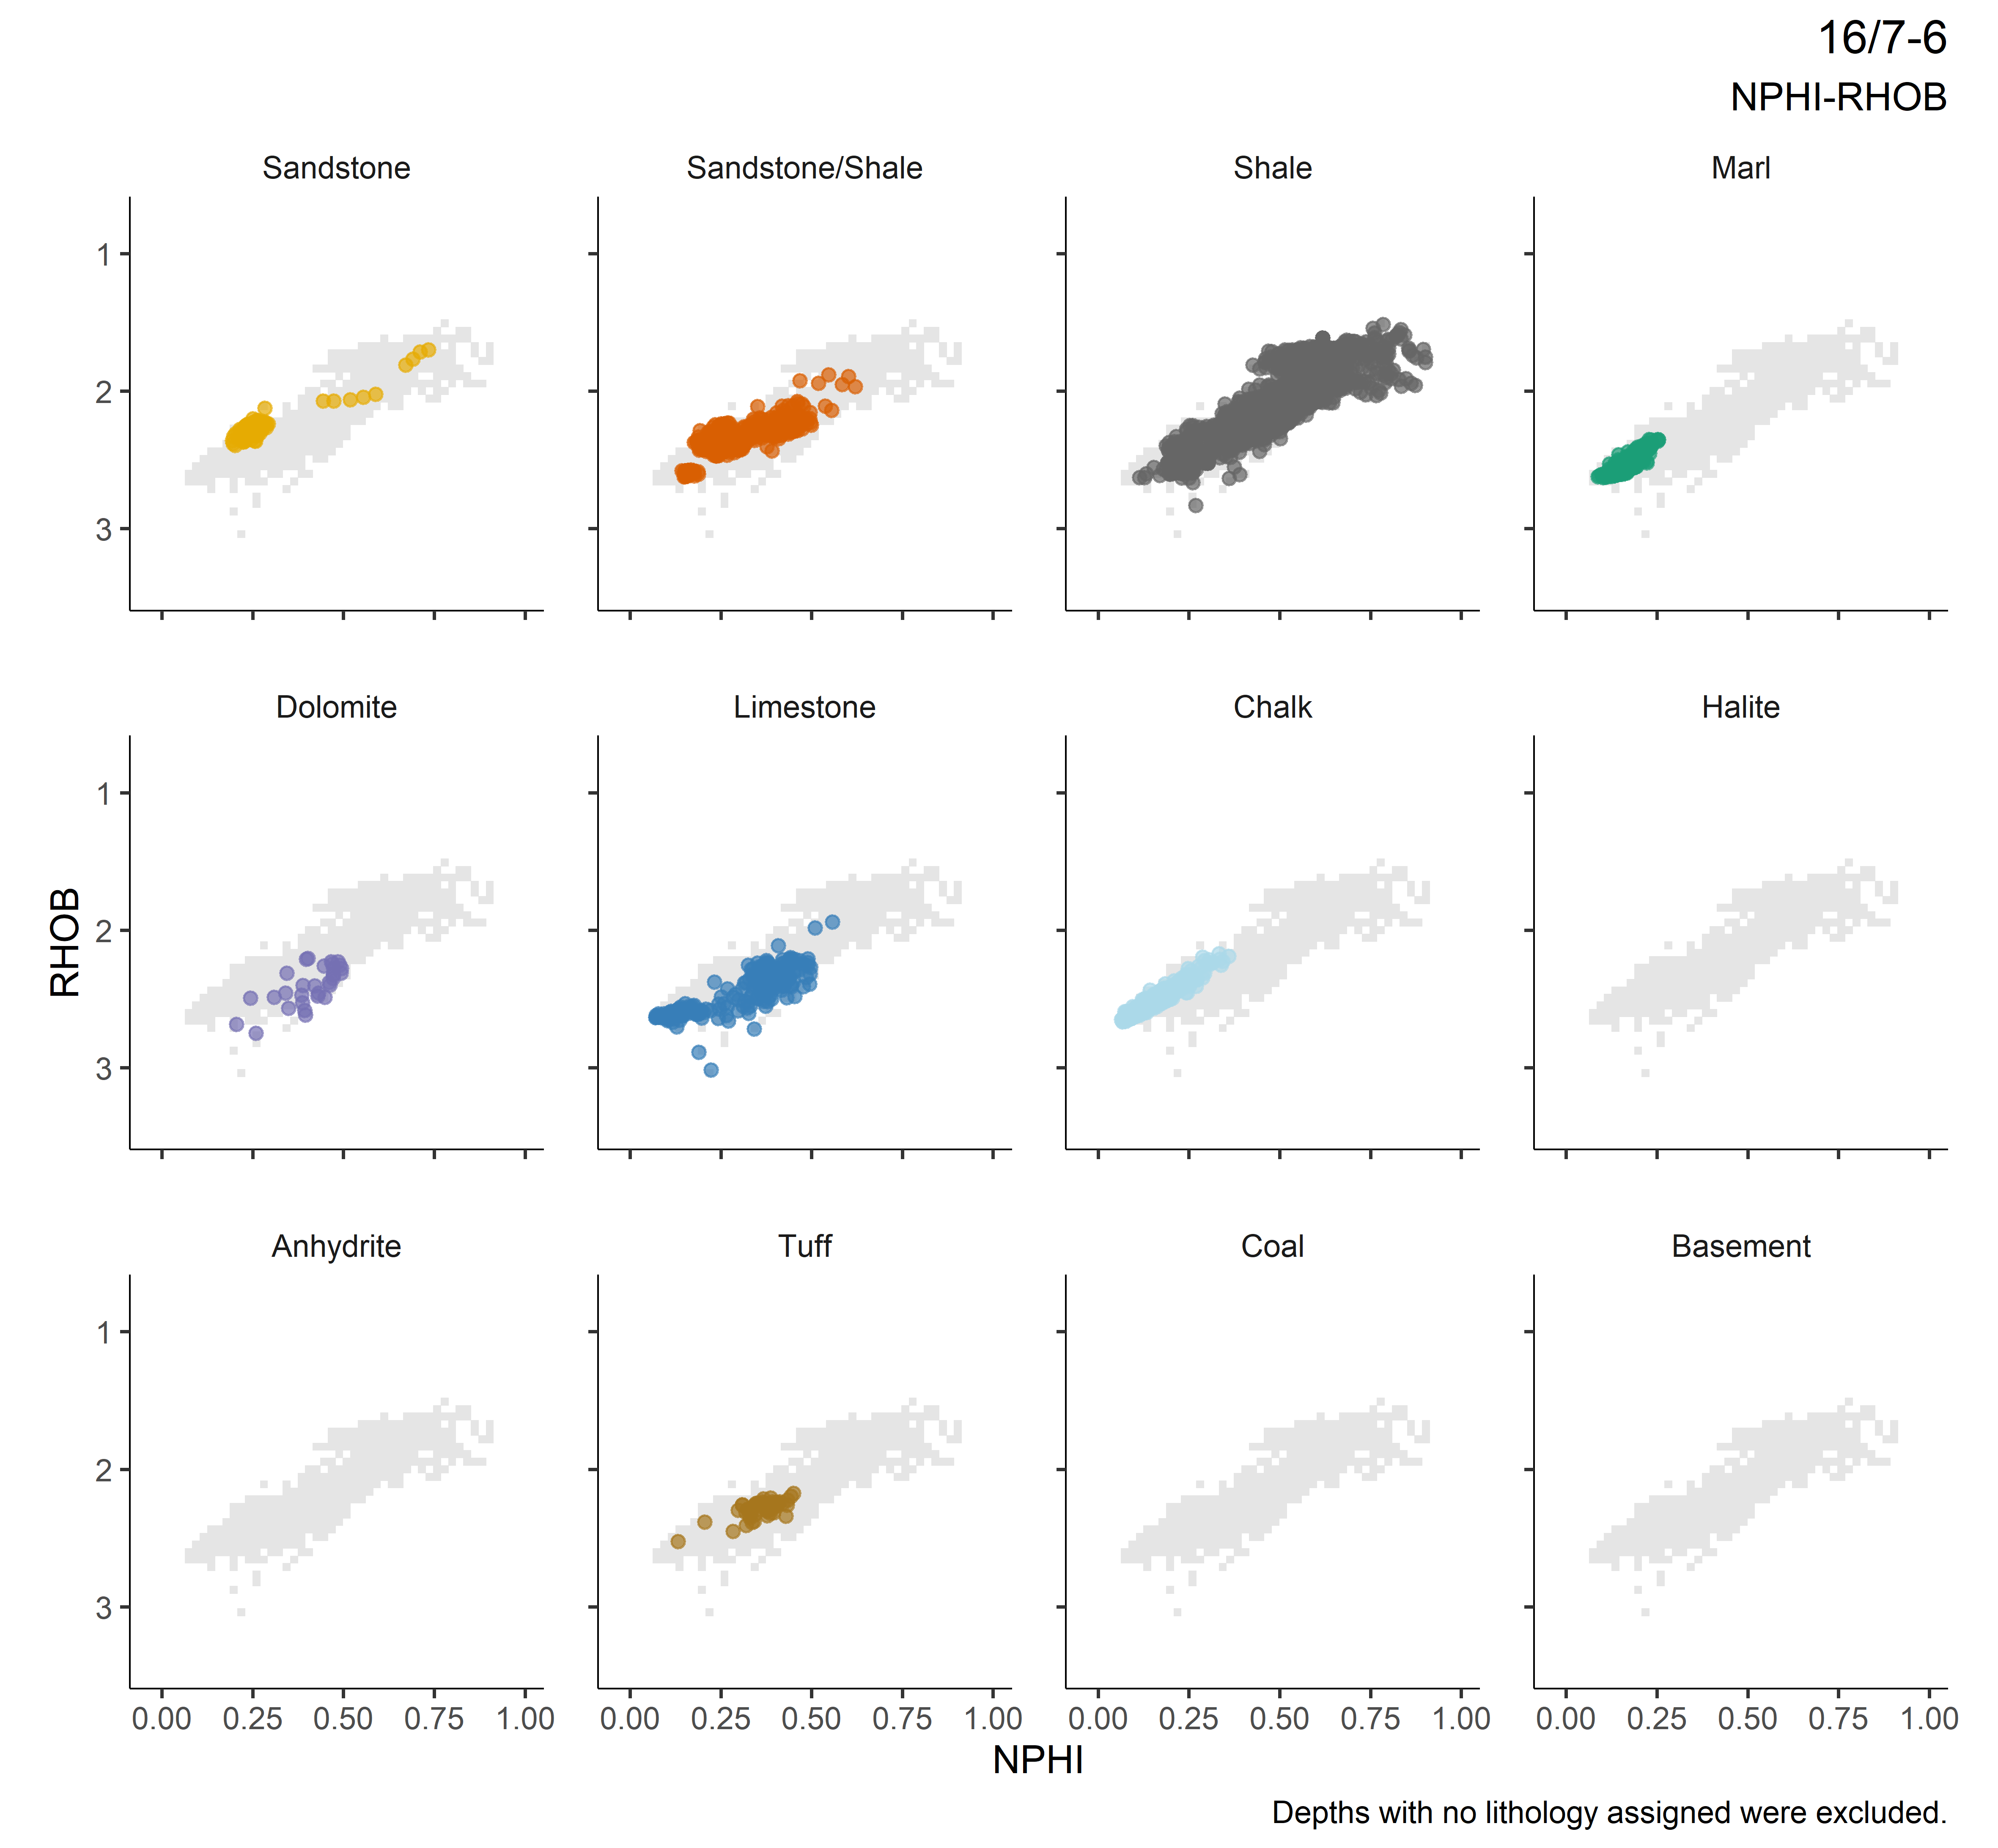 16/7-6
NPHI-RHOB
Sandstone
Sandstone/Shale
Shale
Marl
1
2
3
Dolomite
Limestone
Chalk
Halite
RHOB
1
2
3
Anhydrite
Tuff
Coal
Basement
1
2
3
0.00 0.25 0.50 0.75 1.00
0.00 0.25 0.50 0.75 1.00
0.00 0.25 0.50 0.75 1.00
0.00 0.25 0.50 0.75 1.00
NPHI
Depths with no lithology assigned were excluded.